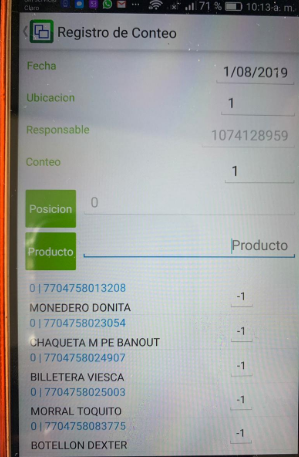 Claro
71 %
10:13 a. m.
Registro de Conteo
Fecha
1/08/2019
Ubicacion
1
Responsable
1074128959
Conteo
1
Posicion
0
Producto
Producto
0 | 7704758013208
-1
MONEDERO DONITA
0 | 7704758023054
-1
CHAQUETA M PE BANOUT
0 | 7704758024907
-1
BILLETERA VIESCA
0 | 7704758025003
-1
MORRAL TOQUITO
0 | 7704758083775
-1
BOTELLON DEXTER